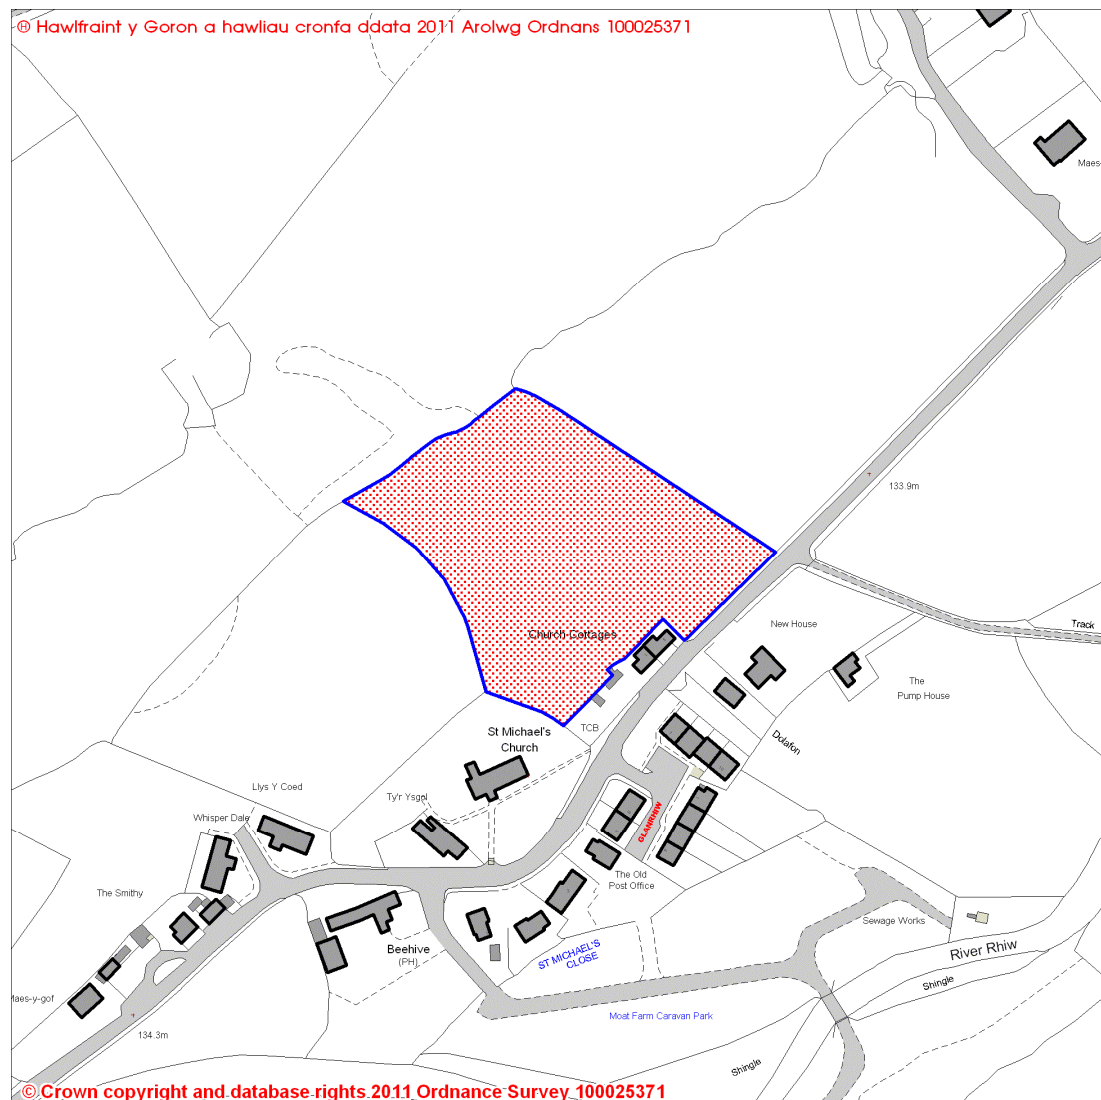 Ⓗ Hawlfraint y Goron a hawliau cronfa ddata 2011 Arolwg Ordnans 100025371
Maes-
133.9m
Track
New House
Church Cottages
The
Pump House
TCB
St Michael's
Church
Dolafon
Llys Y Coed
Ty'r Ysgol
Whisper Dale
GLANRHIW
The Old
Post Office
The Smithy
Sewage Works
Beehive
(PH)
ST MICHAEL'S
CLOSE
River Rhiw
Shingle
Maes-y-gof
Moat Farm Caravan Park
134.3m
Shingle
© Crown copyright and database rights 2011 Ordnance Survey 100025371